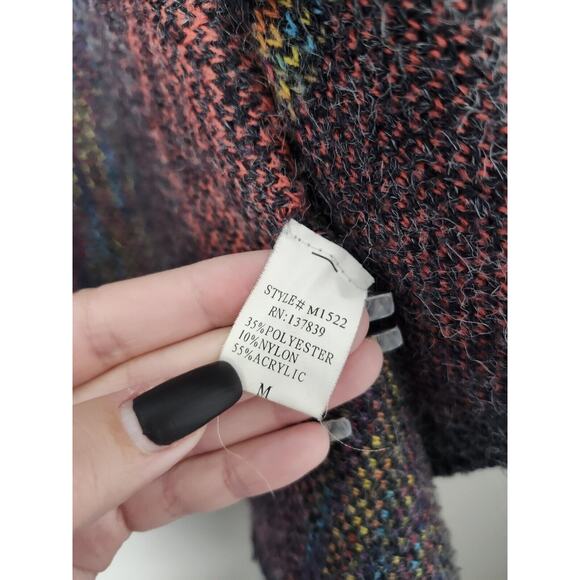 STYLE# M1522
RN:137839
35%POLYESTER
10%NYLON
55%ACRYLIC
M